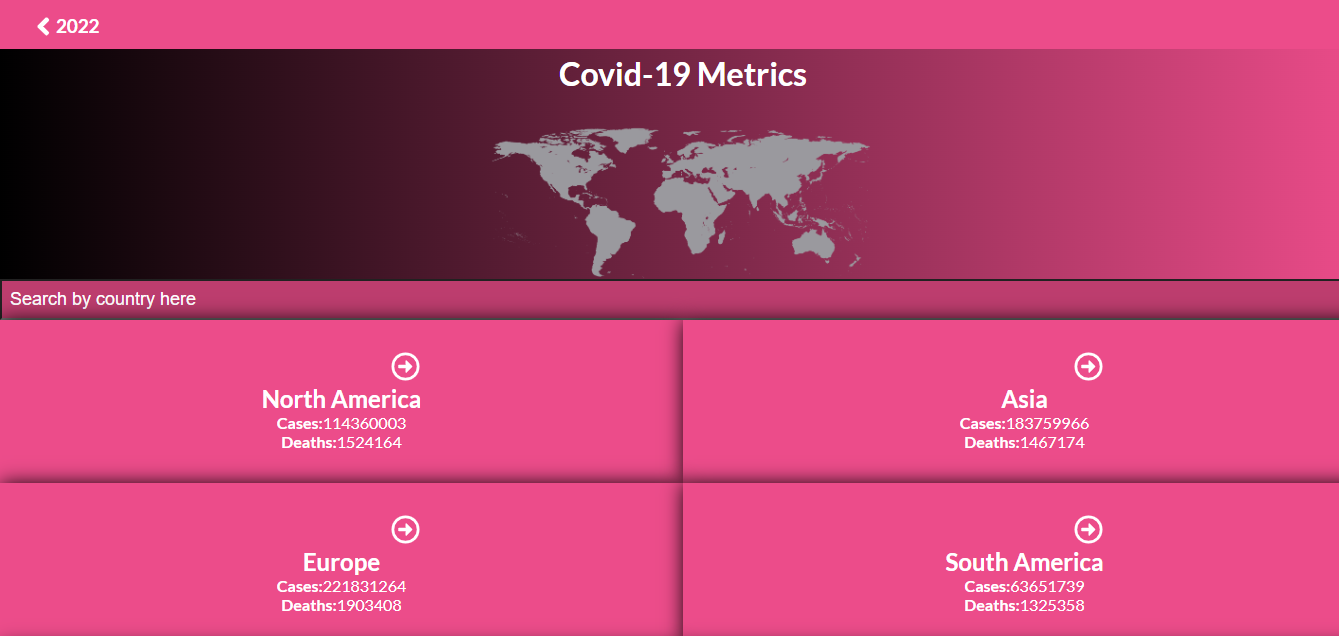 2022
Covid-19 Metrics
Search by country here
North America
Cases:114360003
Deaths:1524164
Asia
Cases:183759966
Deaths:1467174
Europe
Cases:221831264
Deaths:1903408
South America
Cases:63651739
Deaths:1325358